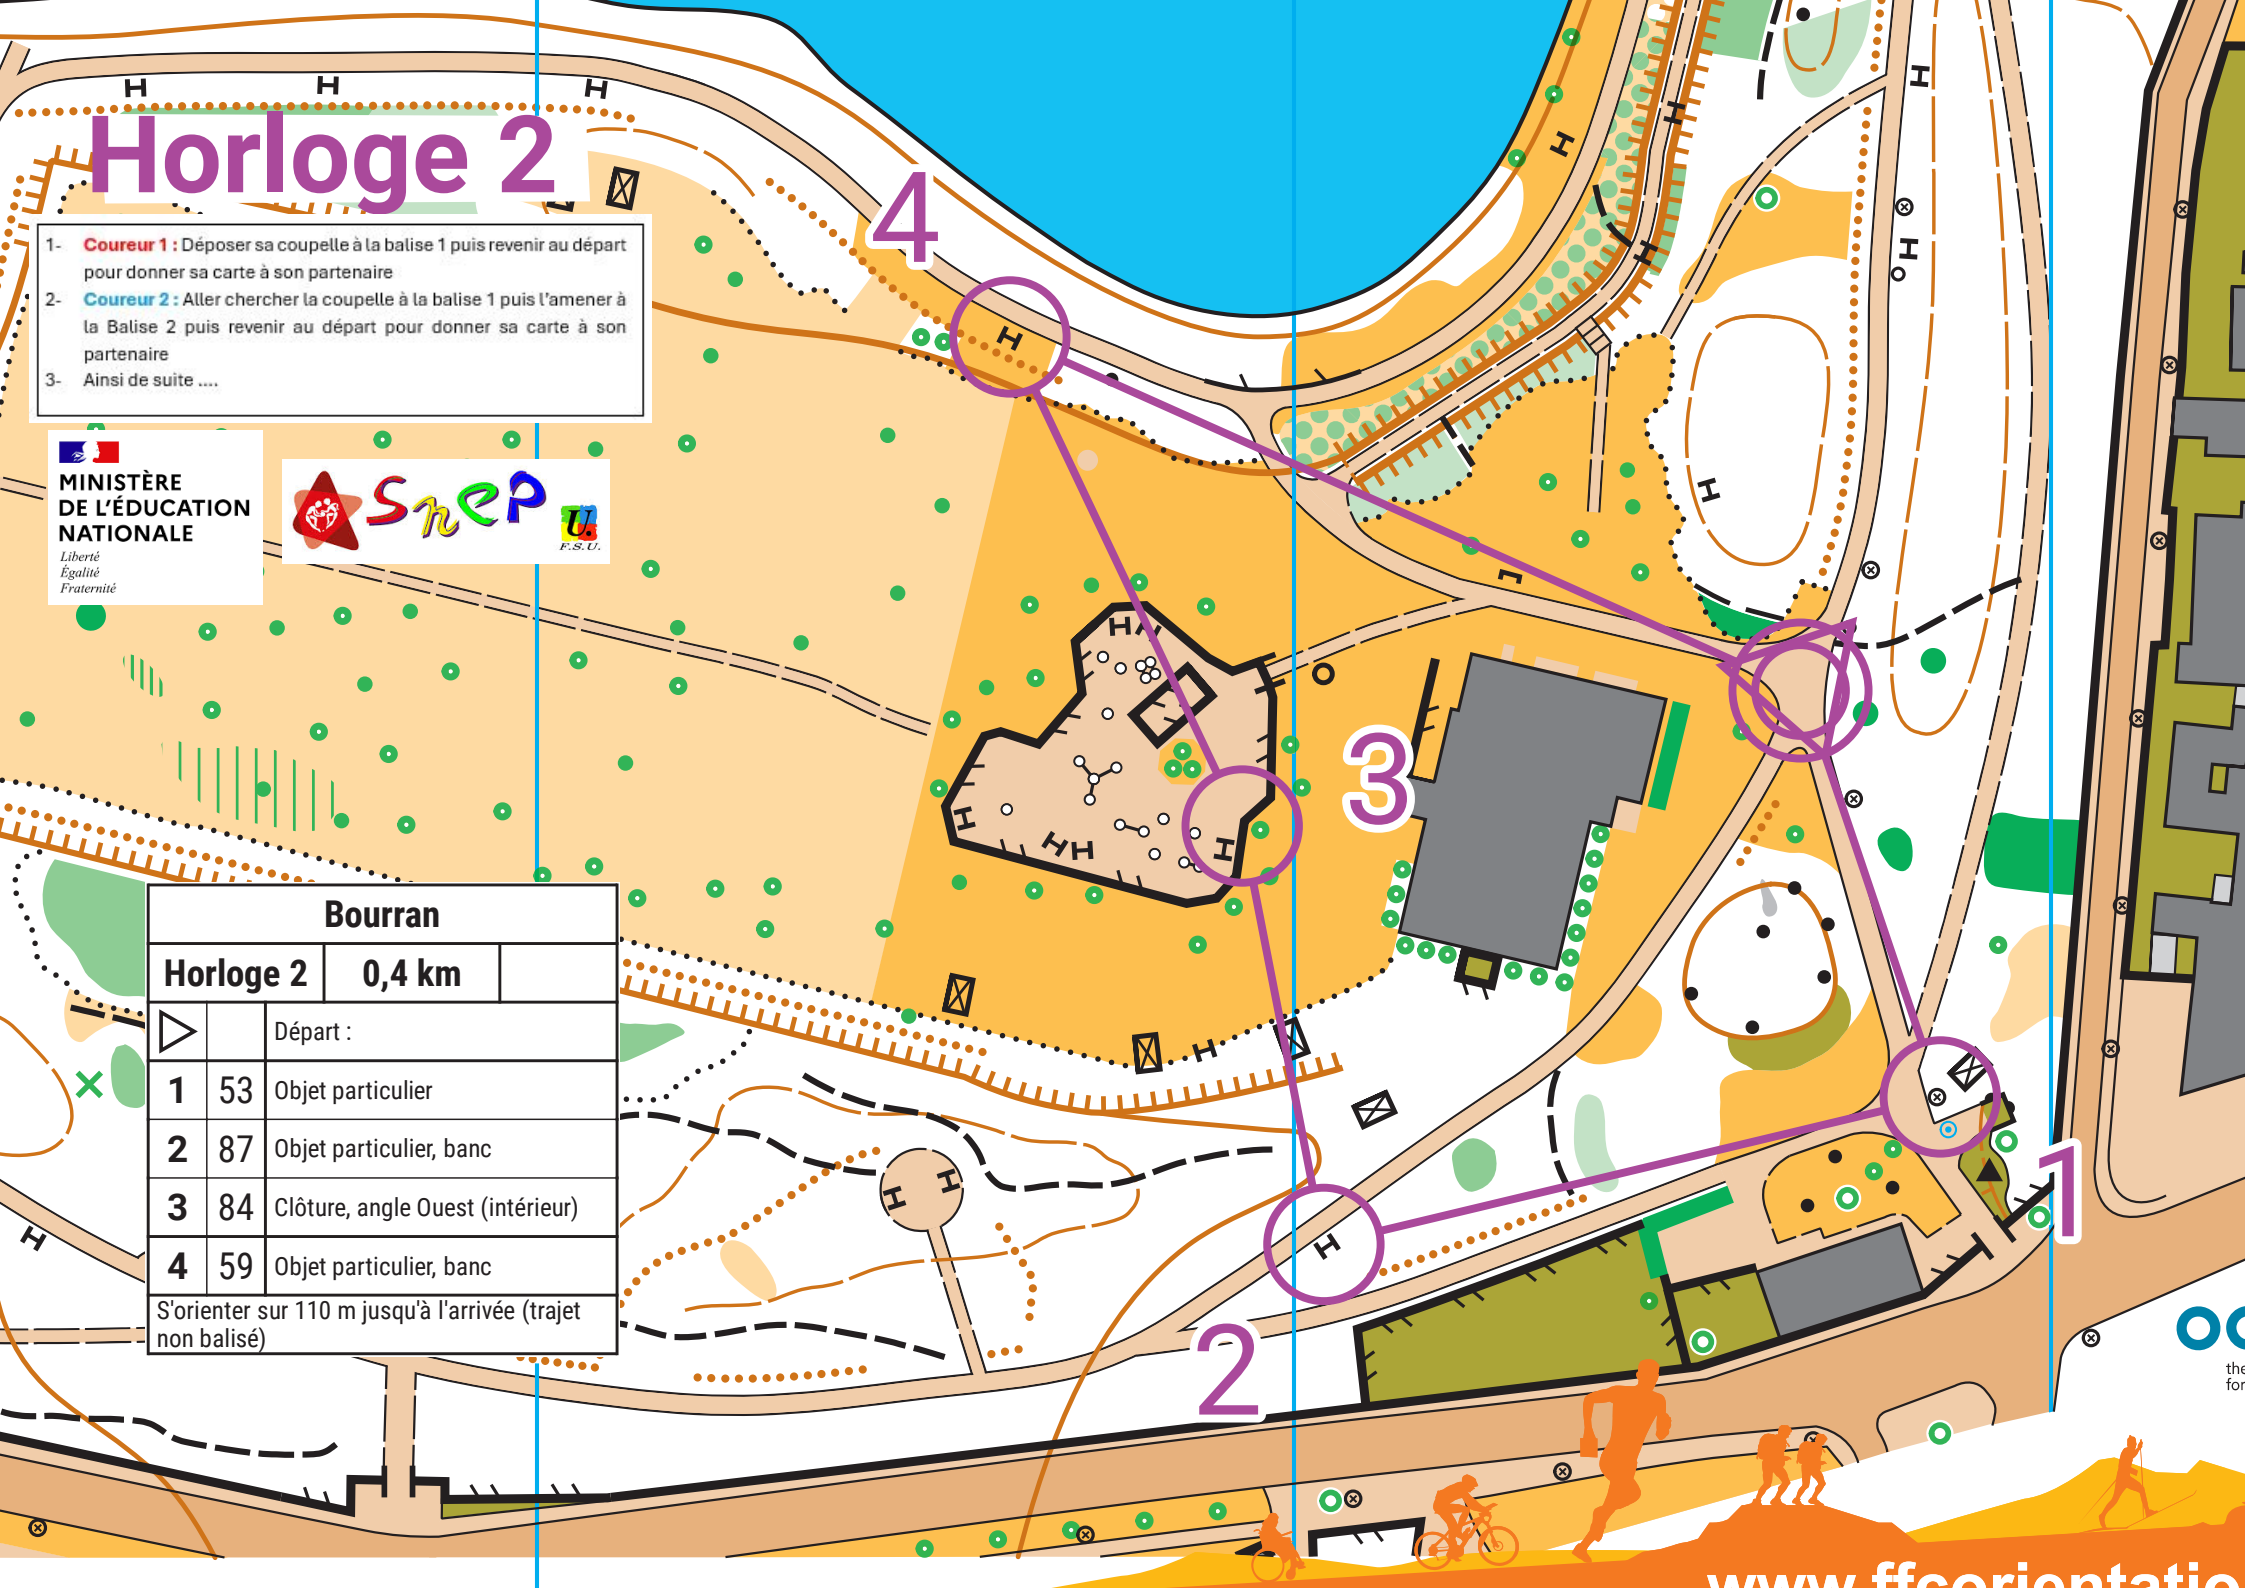 Horloge 2
1- Coureur 1 : Déposer sa coupelle à la balise 1 puis revenir au départ
pour donner sa carte à son partenaire
2- Coureur 2 : Aller chercher la coupelle à la balise 1 puis l'amener à
la Balise 2 puis revenir au départ pour donner sa carte à son
partenaire
3- Ainsi de suite ....
MINISTÈRE
DE L'ÉDUCATION
NATIONALE
Liberté
Égalité
Fraternité
Snep
U.
F.S.U.
4
3
1
2
Bourran
Horloge 2 0,4 km
Départ :
1 53 Objet particulier
2 87 Objet particulier, banc
3 84 Clôture, angle Ouest (intérieur)
4 59 Objet particulier, banc
S'orienter sur 110 m jusqu'à l'arrivée (trajet
non balisé)
the
for
www.ffcorientatio